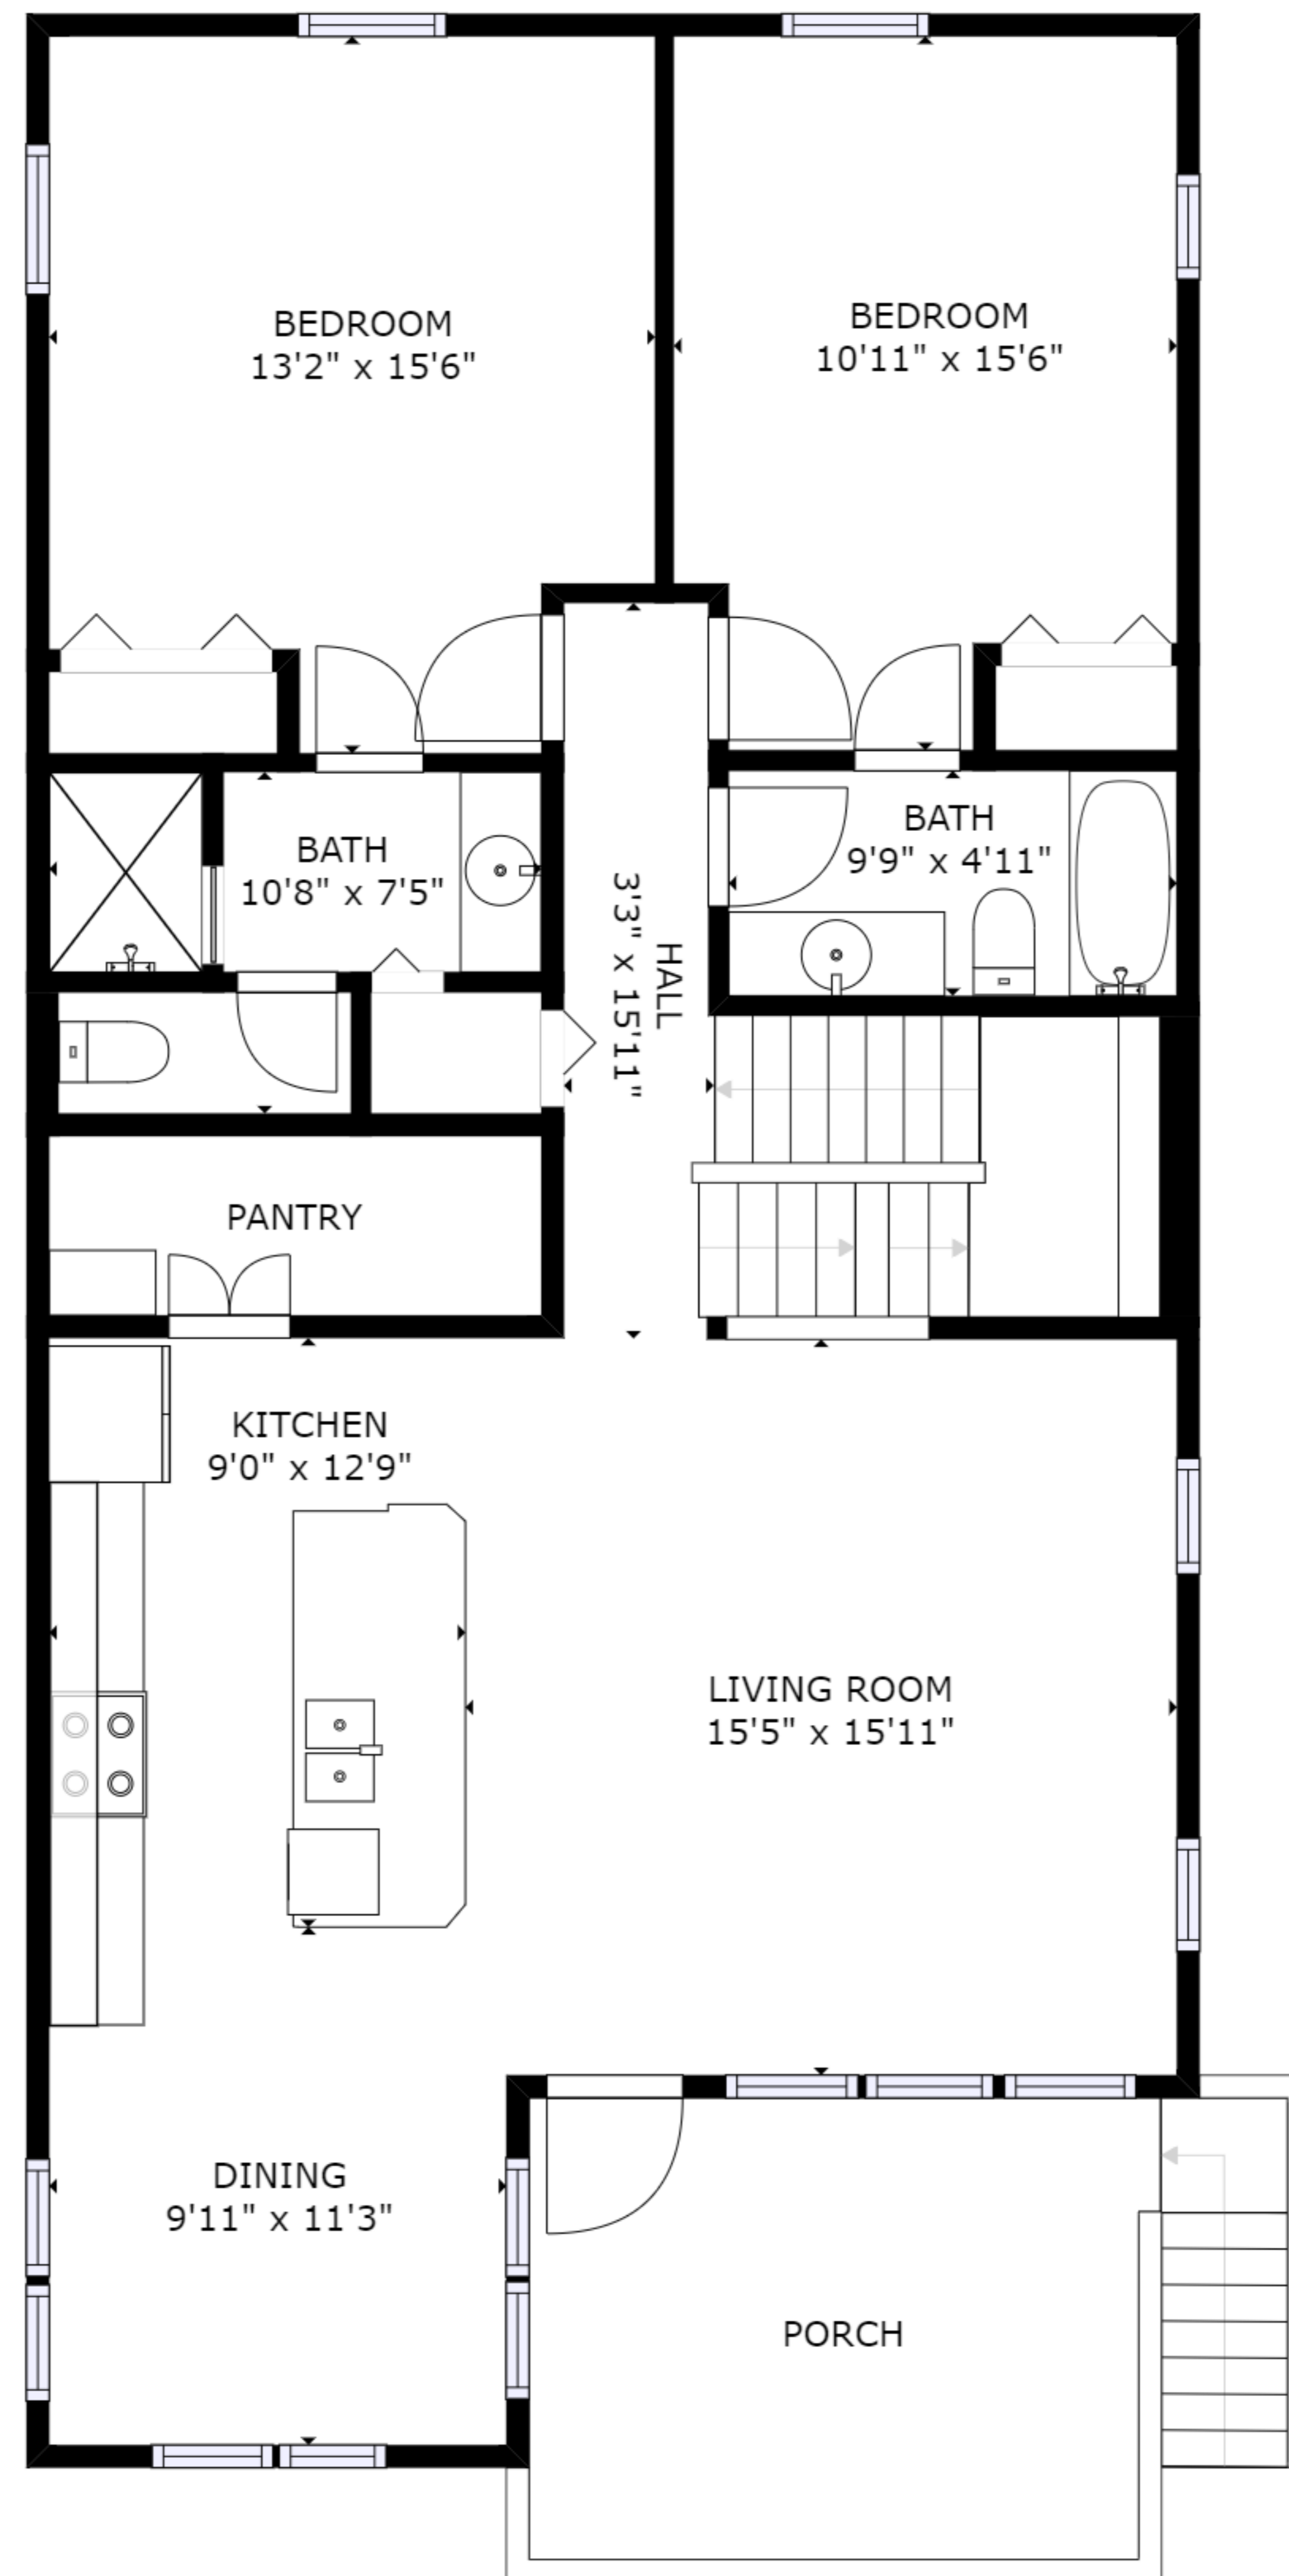 BEDROOM
13'2" x 15'6"
BEDROOM
10'11" x 15'6"
BATH
10'8" x 7'5"
BATH
9'9" x 4'11"
HALL
3'3" x 15'11"
PANTRY
KITCHEN
9'0" x 12'9"
LIVING ROOM
15'5" x 15'11"
DINING
9'11" x 11'3"
PORCH